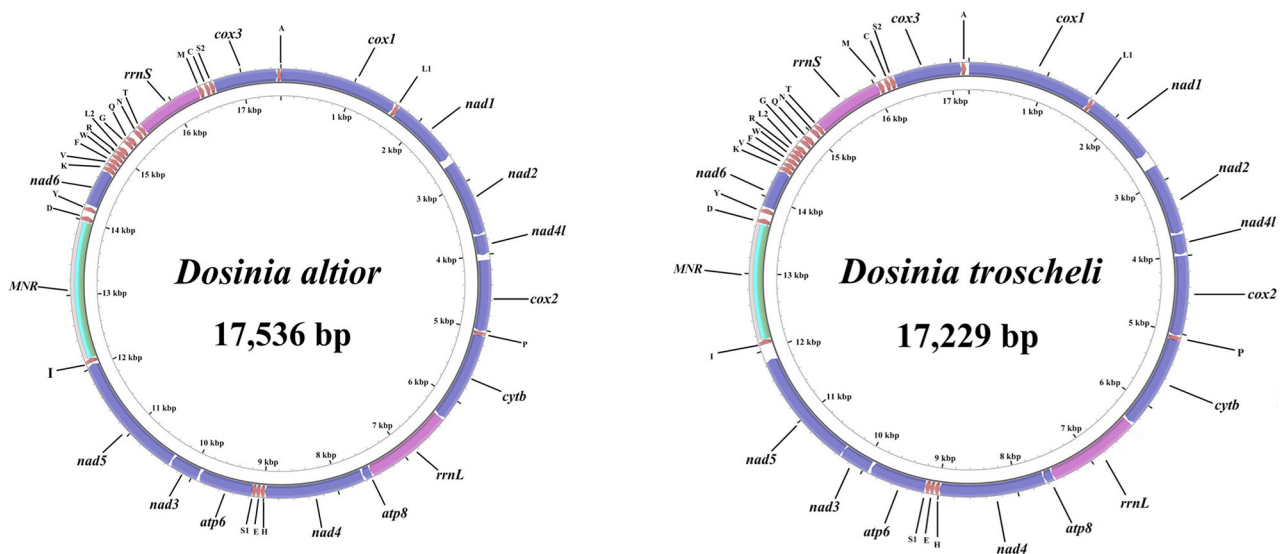 A
cox1
L1
nad1
nad2
nad4l
cox2
P
cytb
rrnL
atp8
nad4
H
E
S1
atp6
nad3
nad5
I
MNR
D
Y
nad6
K
V
F
W
R
L2
G
Q
N
T
rrnS
M
C
S2
cox3
1 kbp
2 kbp
3 kbp
4 kbp
5 kbp
6 kbp
7 kbp
8 kbp
9 kbp
10 kbp
11 kbp
12 kbp
13 kbp
14 kbp
15 kbp
16 kbp
17 kbp
Dosinia altior
17,536 bp
A
cox1
L1
nad1
nad2
nad4l
cox2
P
cytb
rrnL
atp8
nad4
H
E
S1
atp6
nad3
nad5
I
MNR
D
Y
nad6
K
V
F
W
R
L2
G
Q
N
T
rrnS
M
C
S2
cox3
1 kbp
2 kbp
3 kbp
4 kbp
5 kbp
6 kbp
7 kbp
8 kbp
9 kbp
10 kbp
11 kbp
12 kbp
13 kbp
14 kbp
15 kbp
16 kbp
17 kbp
Dosinia troscheli
17,229 bp